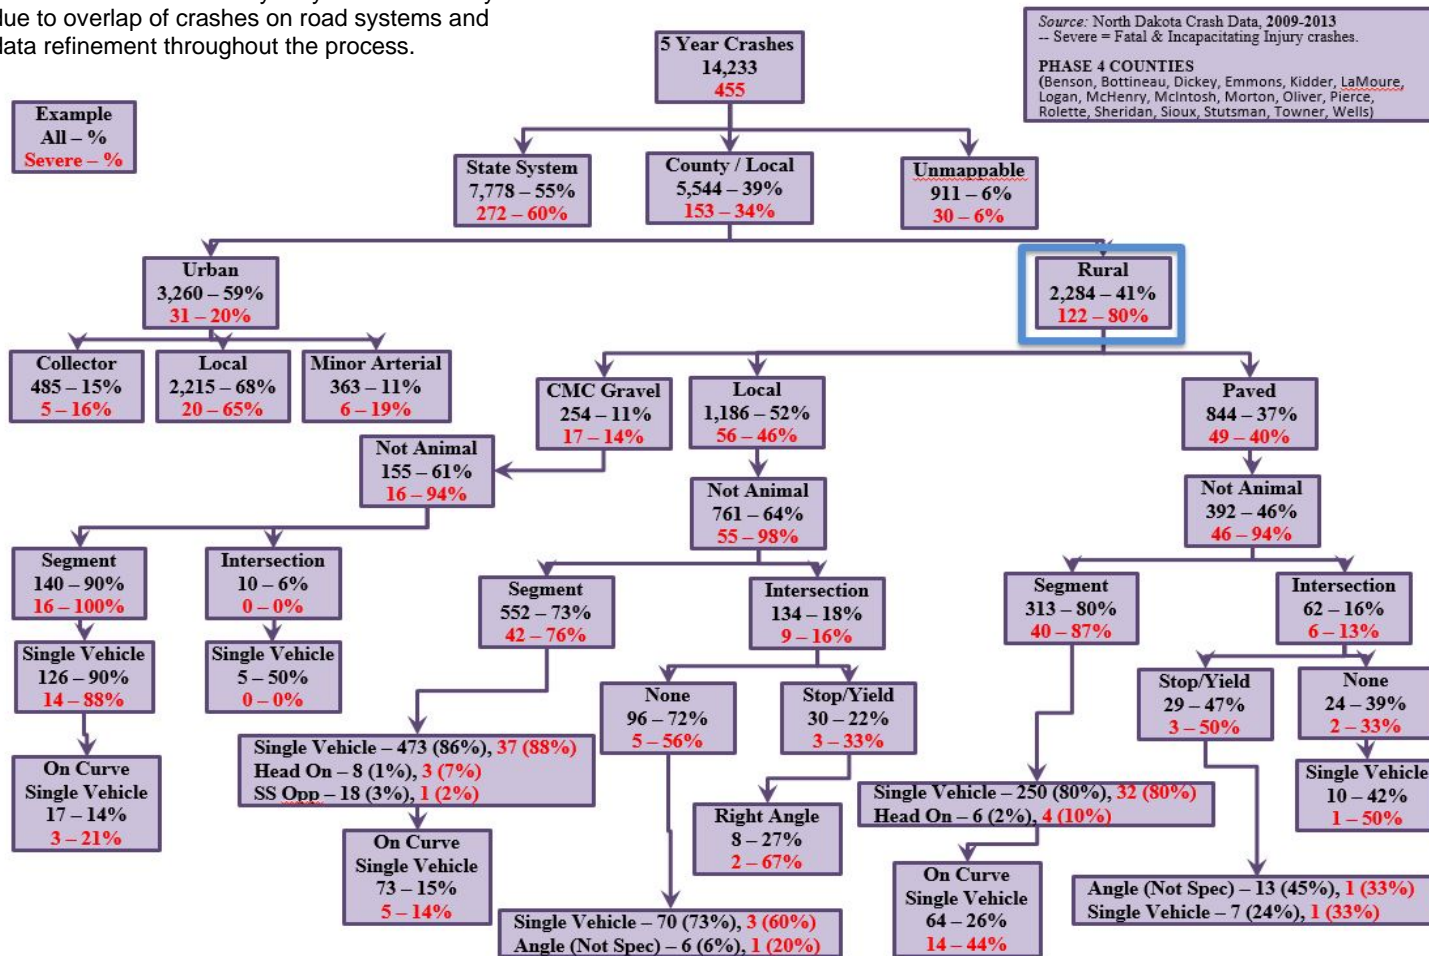 due to overlap of crashes on road systems and
data refinement throughout the process.
Source: North Dakota Crash Data, 2009-2013
-- Severe = Fatal & Incapacitating Injury crashes.
PHASE 4 COUNTIES
(Benson, Bottineau, Dickey, Emmons, Kidder, LaMoure,
Logan, McHenry, McIntosh, Morton, Oliver, Pierce,
Rolette, Sheridan, Sioux, Stutsman, Towner, Wells)
Example
All – %
Severe – %
5 Year Crashes
14,233
455
State System
7,778 – 55%
272 – 60%
County / Local
5,544 – 39%
153 – 34%
Unmappable
911 – 6%
30 – 6%
Urban
3,260 – 59%
31 – 20%
Rural
2,284 – 41%
122 – 80%
Collector
485 – 15%
5 – 16%
Local
2,215 – 68%
20 – 65%
Minor Arterial
363 – 11%
6 – 19%
CMC Gravel
254 – 11%
17 – 14%
Local
1,186 – 52%
56 – 46%
Paved
844 – 37%
49 – 40%
Not Animal
155 – 61%
16 – 94%
Not Animal
761 – 64%
55 – 98%
Not Animal
392 – 46%
46 – 94%
Segment
140 – 90%
16 – 100%
Intersection
10 – 6%
0 – 0%
Segment
552 – 73%
42 – 76%
Intersection
134 – 18%
9 – 16%
Segment
313 – 80%
40 – 87%
Intersection
62 – 16%
6 – 13%
Single Vehicle
126 – 90%
14 – 88%
Single Vehicle
5 – 50%
0 – 0%
None
96 – 72%
5 – 56%
Stop/Yield
30 – 22%
3 – 33%
Stop/Yield
29 – 47%
3 – 50%
None
24 – 39%
2 – 33%
Single Vehicle – 473 (86%), 37 (88%)
Head On – 8 (1%), 3 (7%)
SS Opp – 18 (3%), 1 (2%)
On Curve
Single Vehicle
17 – 14%
3 – 21%
Single Vehicle – 250 (80%), 32 (80%)
Head On – 6 (2%), 4 (10%)
Single Vehicle
10 – 42%
1 – 50%
On Curve
Single Vehicle
73 – 15%
5 – 14%
Right Angle
8 – 27%
2 – 67%
On Curve
Single Vehicle
64 – 26%
14 – 44%
Angle (Not Spec) – 13 (45%), 1 (33%)
Single Vehicle – 7 (24%), 1 (33%)
Single Vehicle – 70 (73%), 3 (60%)
Angle (Not Spec) – 6 (6%), 1 (20%)